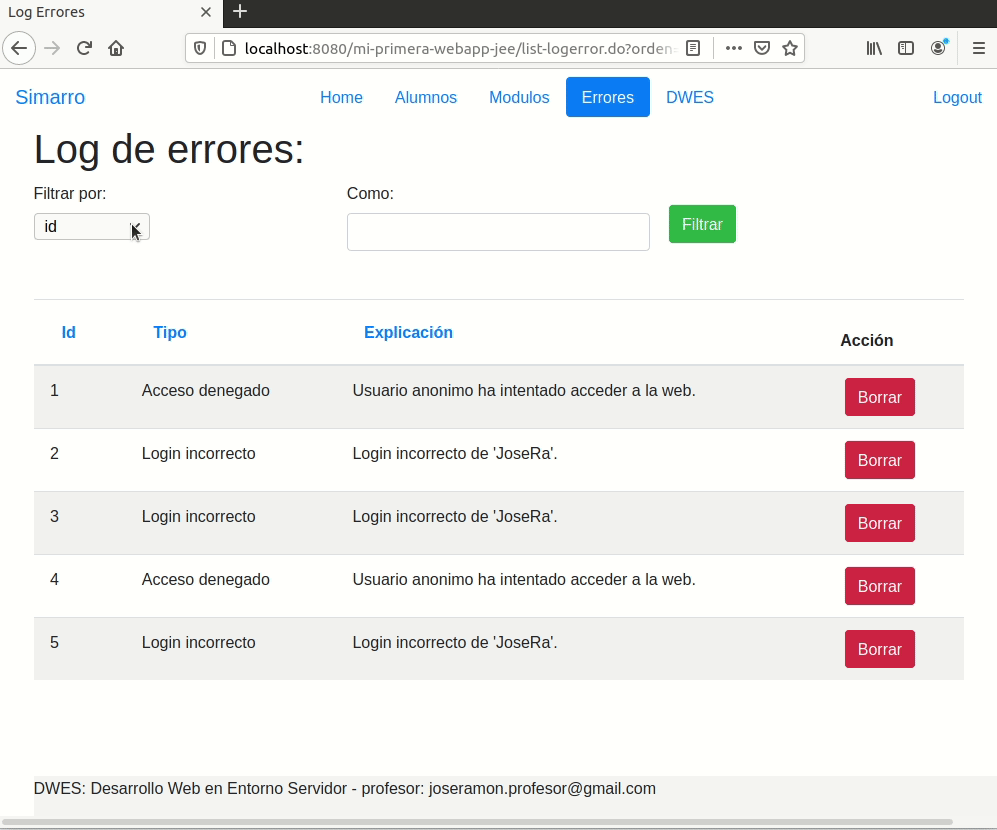 Log Errores
localhost:8080/mi-primera-webapp-jee/list-logerror.do?orden=
Simarro Home Alumnos Modulos Errores DWES Logout
Log de errores:
Filtrar por: Como:
id Filtrar
Id Tipo Explicación Acción
1 Acceso denegado Usuario anonimo ha intentado acceder a la web. Borrar
2 Login incorrecto Login incorrecto de 'JoseRa'. Borrar
3 Login incorrecto Login incorrecto de 'JoseRa'. Borrar
4 Acceso denegado Usuario anonimo ha intentado acceder a la web. Borrar
5 Login incorrecto Login incorrecto de 'JoseRa'. Borrar
DWES: Desarrollo Web en Entorno Servidor - profesor: joseramon.profesor@gmail.com